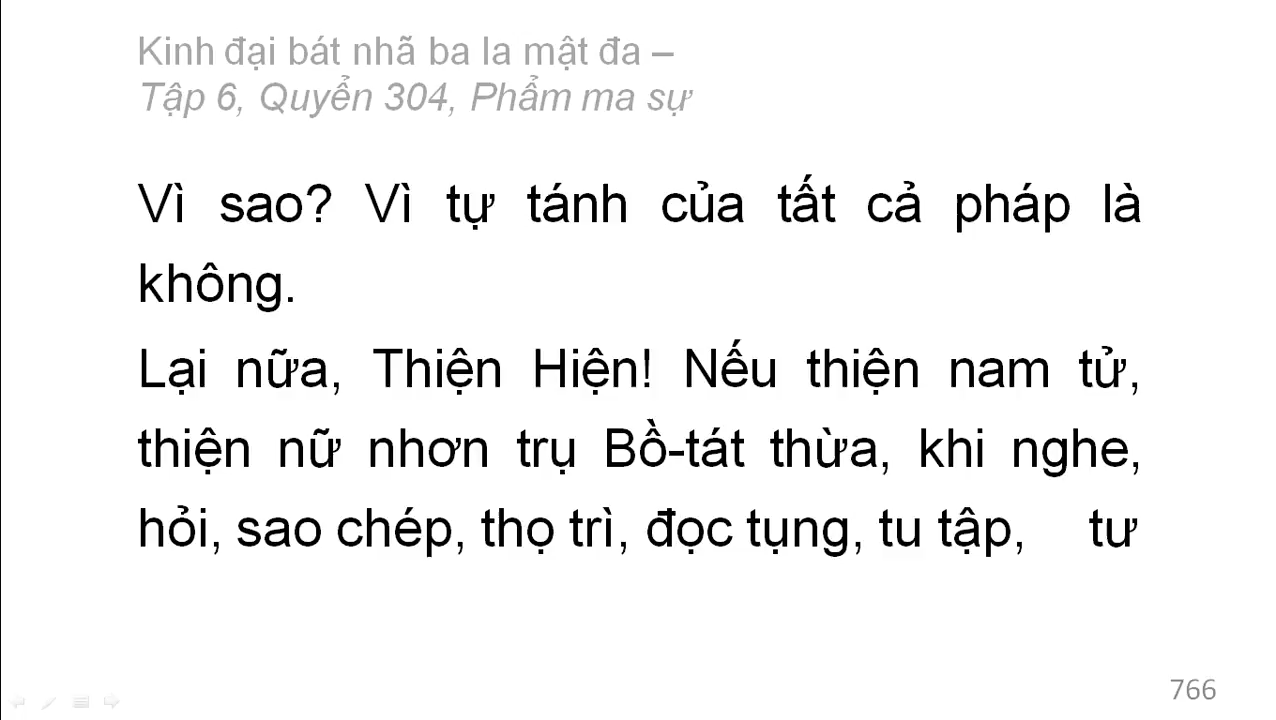 Kinh đại bát nhã ba la mật đa –
Tập 6, Quyển 304, Phẩm ma sự
Vì sao? Vì tự tánh của tất cả pháp là
không.
Lại nữa, Thiện Hiện! Nếu thiện nam tử,
thiện nữ nhơn trụ Bồ-tát thừa, khi nghe,
hỏi, sao chép, thọ trì, đọc tụng, tu tập, tư
766